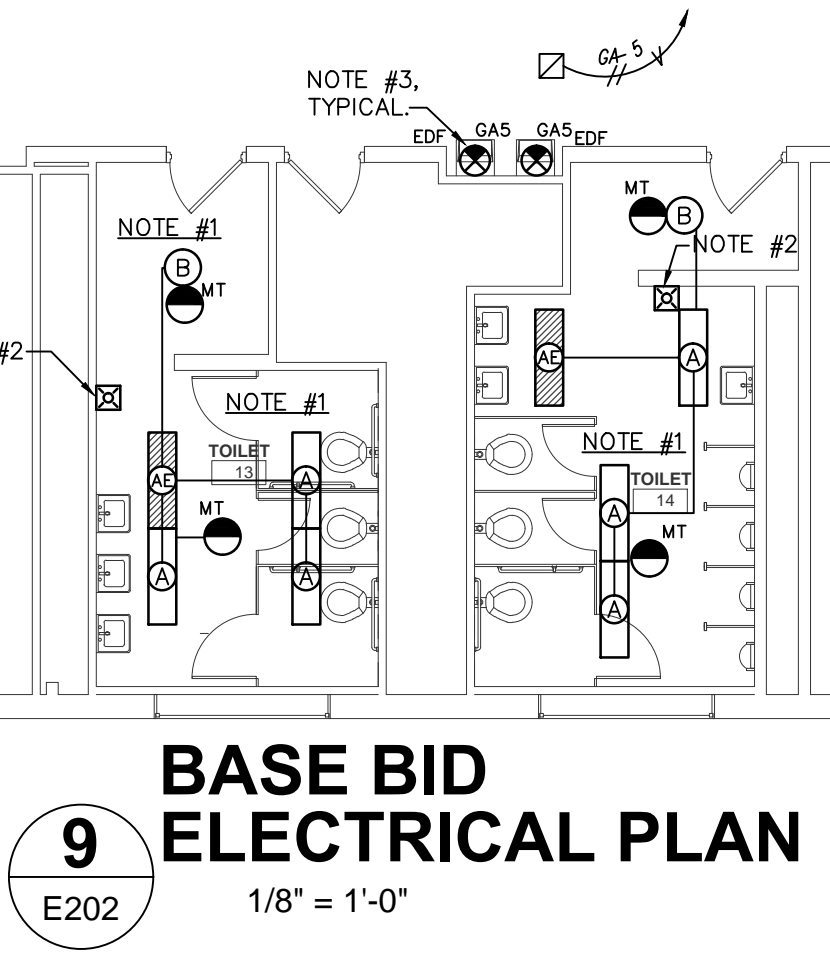 GA-5
NOTE #3,
TYPICAL.
EDF GA5 GA5 EDF
MT
B
NOTE #1
NOTE #2
B
MT
#2
AE
A
NOTE #1
NOTE #1
TOILET
13
AE
A
TOILET
14
MT
A
MT
A
A
A
BASE BID
9
ELECTRICAL PLAN
E202
1/8" = 1'-0"